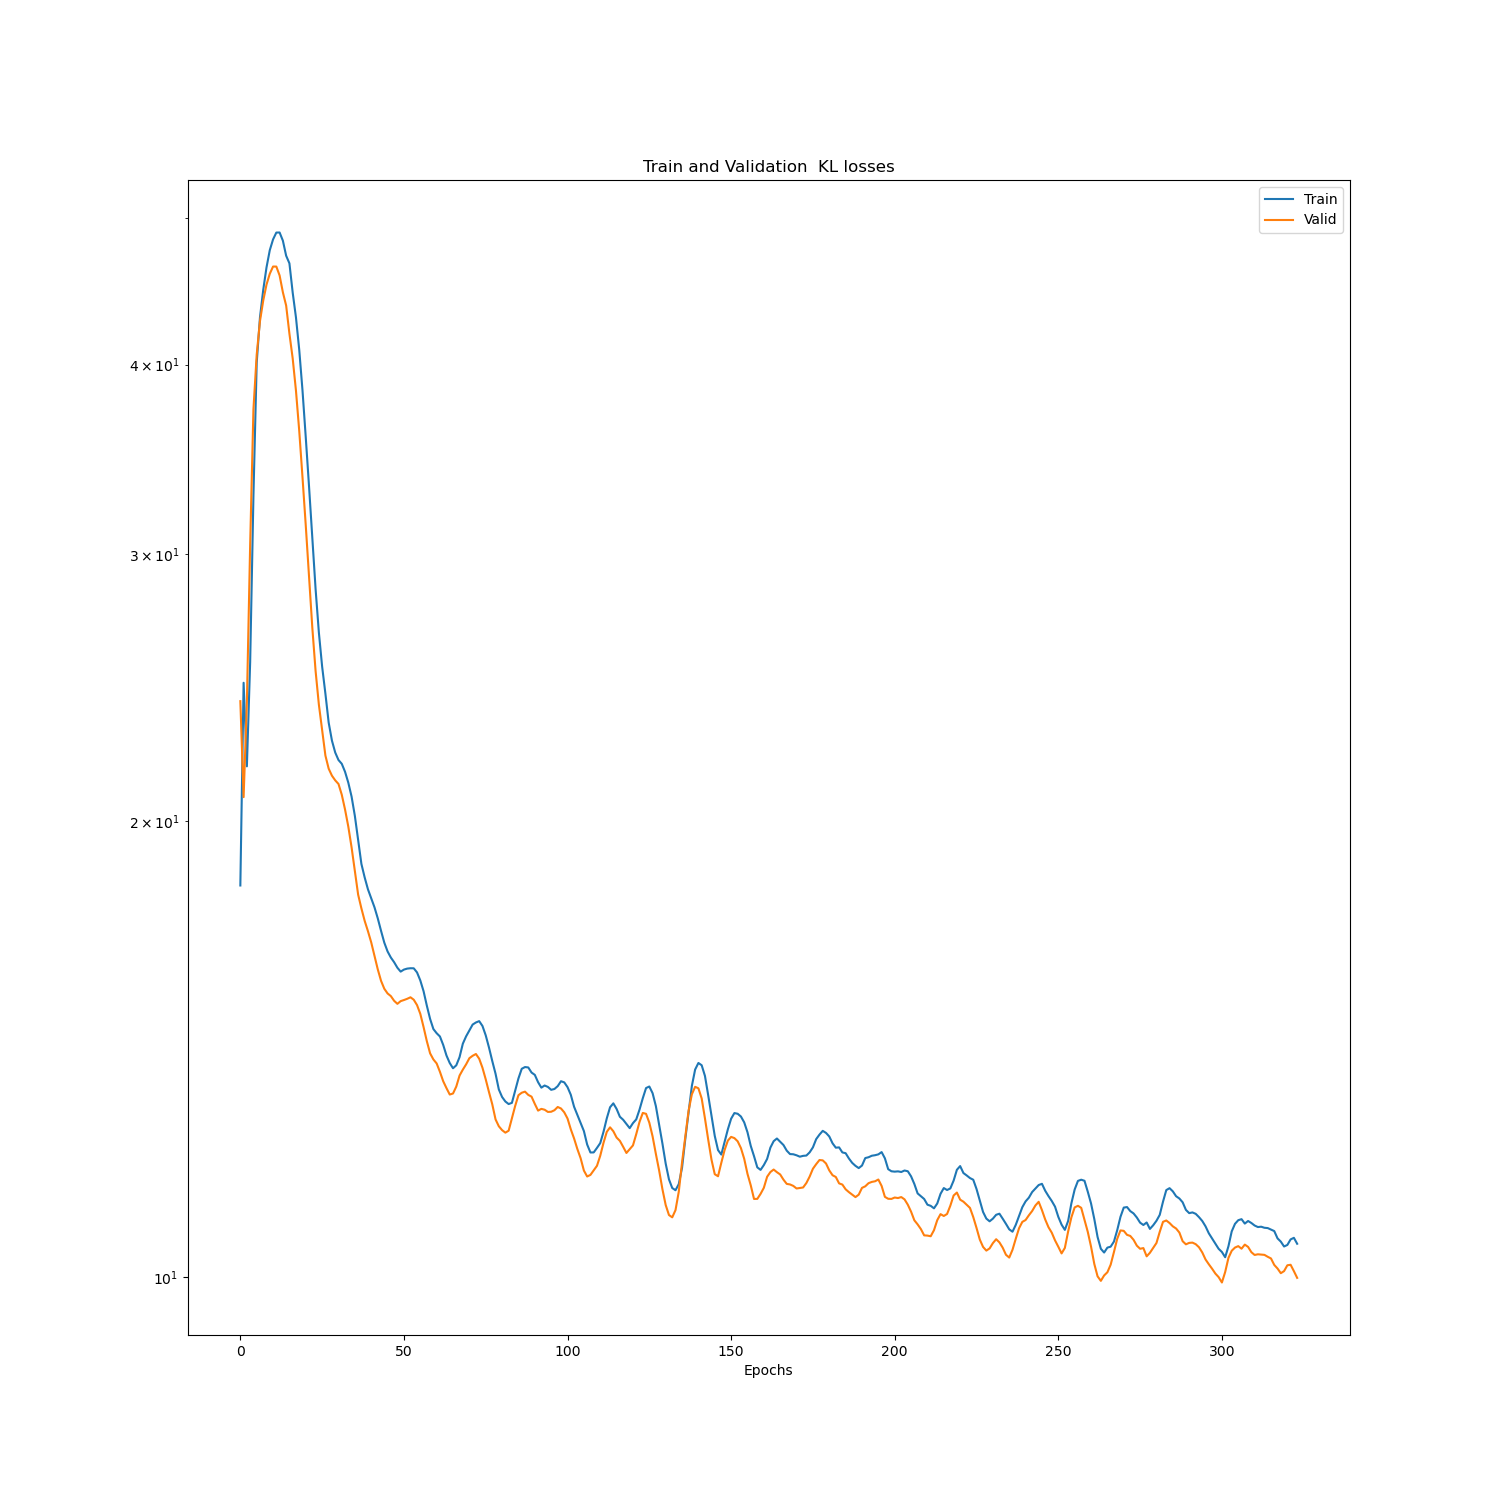 Train and Validation  KL losses
Train
Valid
4 × 10¹
3 × 10¹
2 × 10¹
10¹
0 50 100 150 200 250 300
Epochs